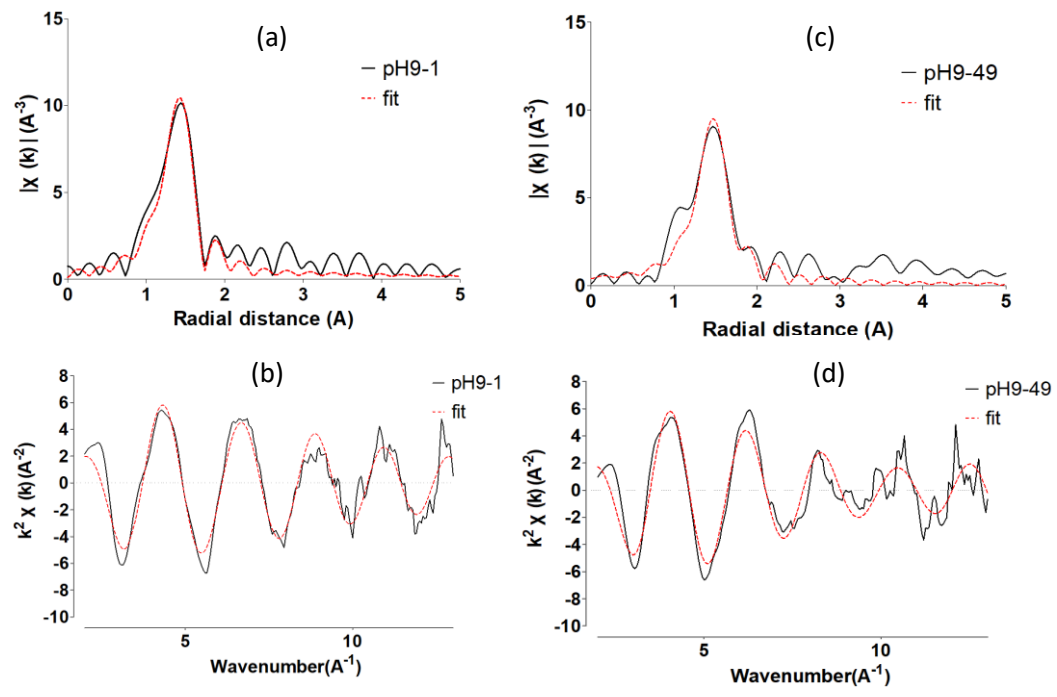 (a)
|χ (k) | (A⁻³)
15
10
5
0
0 1 2 3 4 5
Radial distance (A)
pH9-1
fit
(c)
|χ (k) | (A⁻³)
15
10
5
0
0 1 2 3 4 5
Radial distance (A)
pH9-49
fit
(b)
k² χ (k) (A⁻²)
8
6
4
2
0
-2
-4
-6
-8
-10
5 10
Wavenumber(A⁻¹)
pH9-1
fit
(d)
k² χ (k) (A⁻²)
8
6
4
2
0
-2
-4
-6
-8
-10
5 10
Wavenumber(A⁻¹)
pH9-49
fit